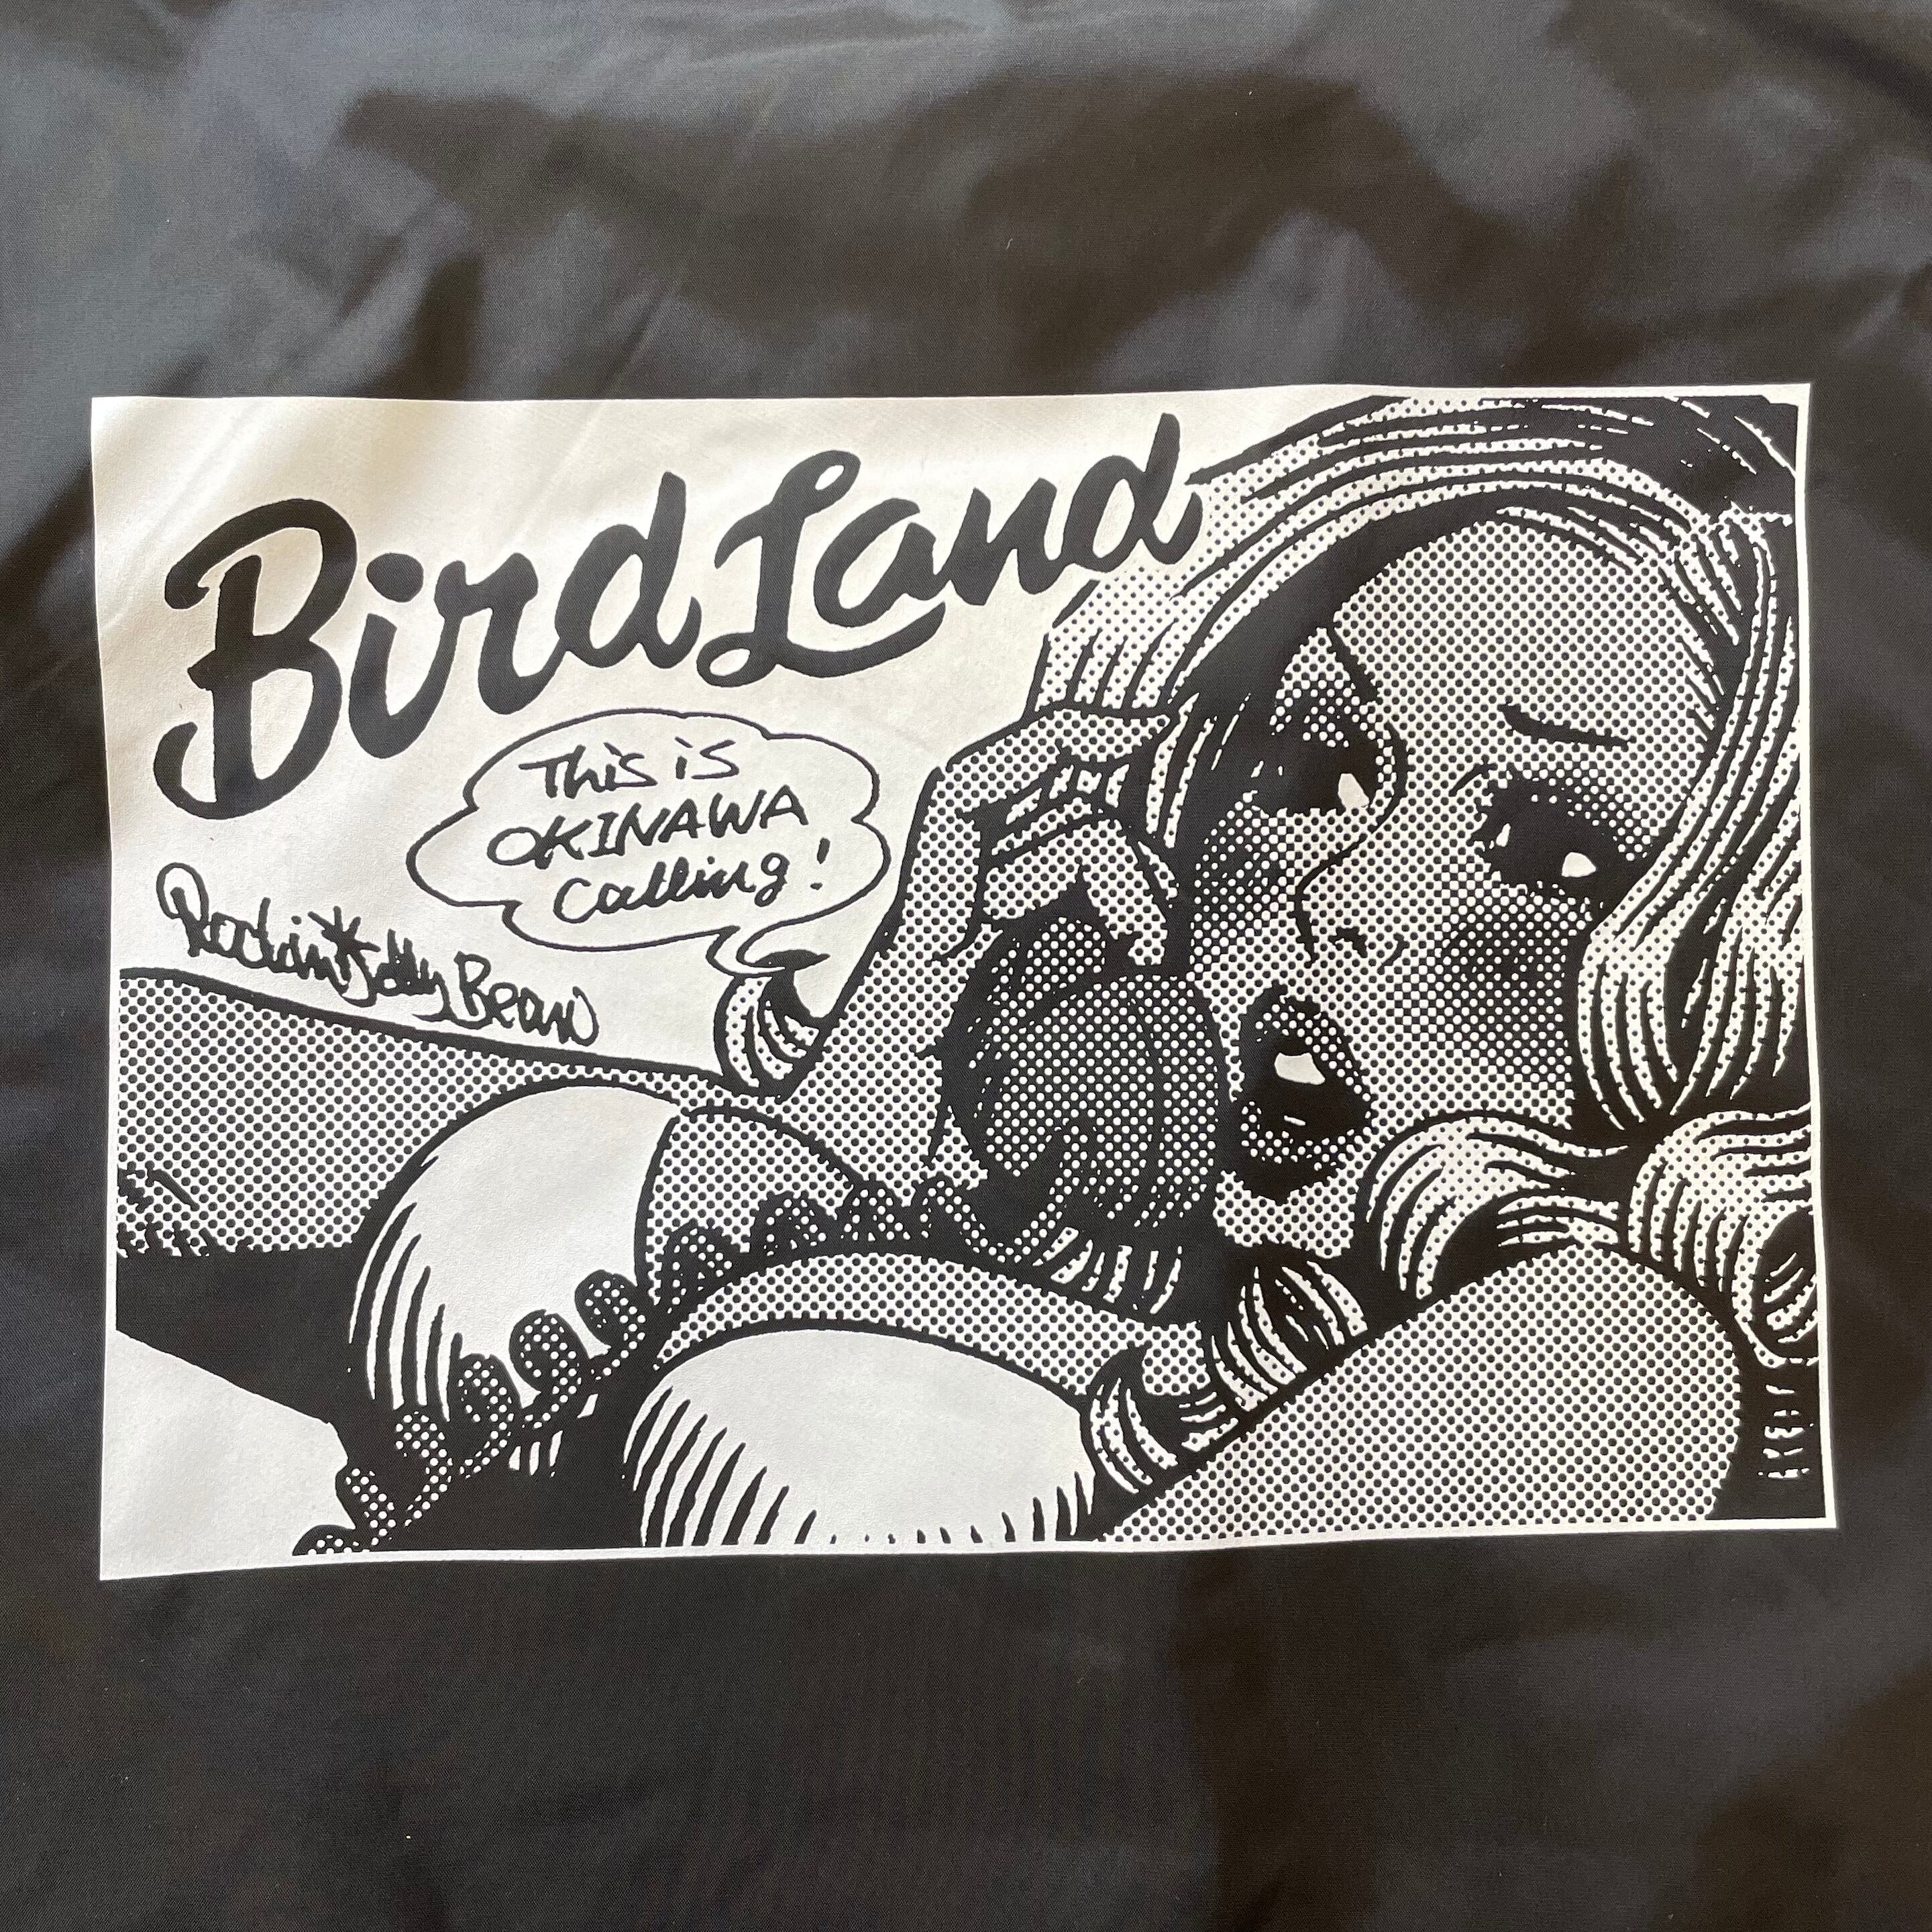 Bird Land
This is
OKINAWA
Calling!
Rockin*Jelly Bean